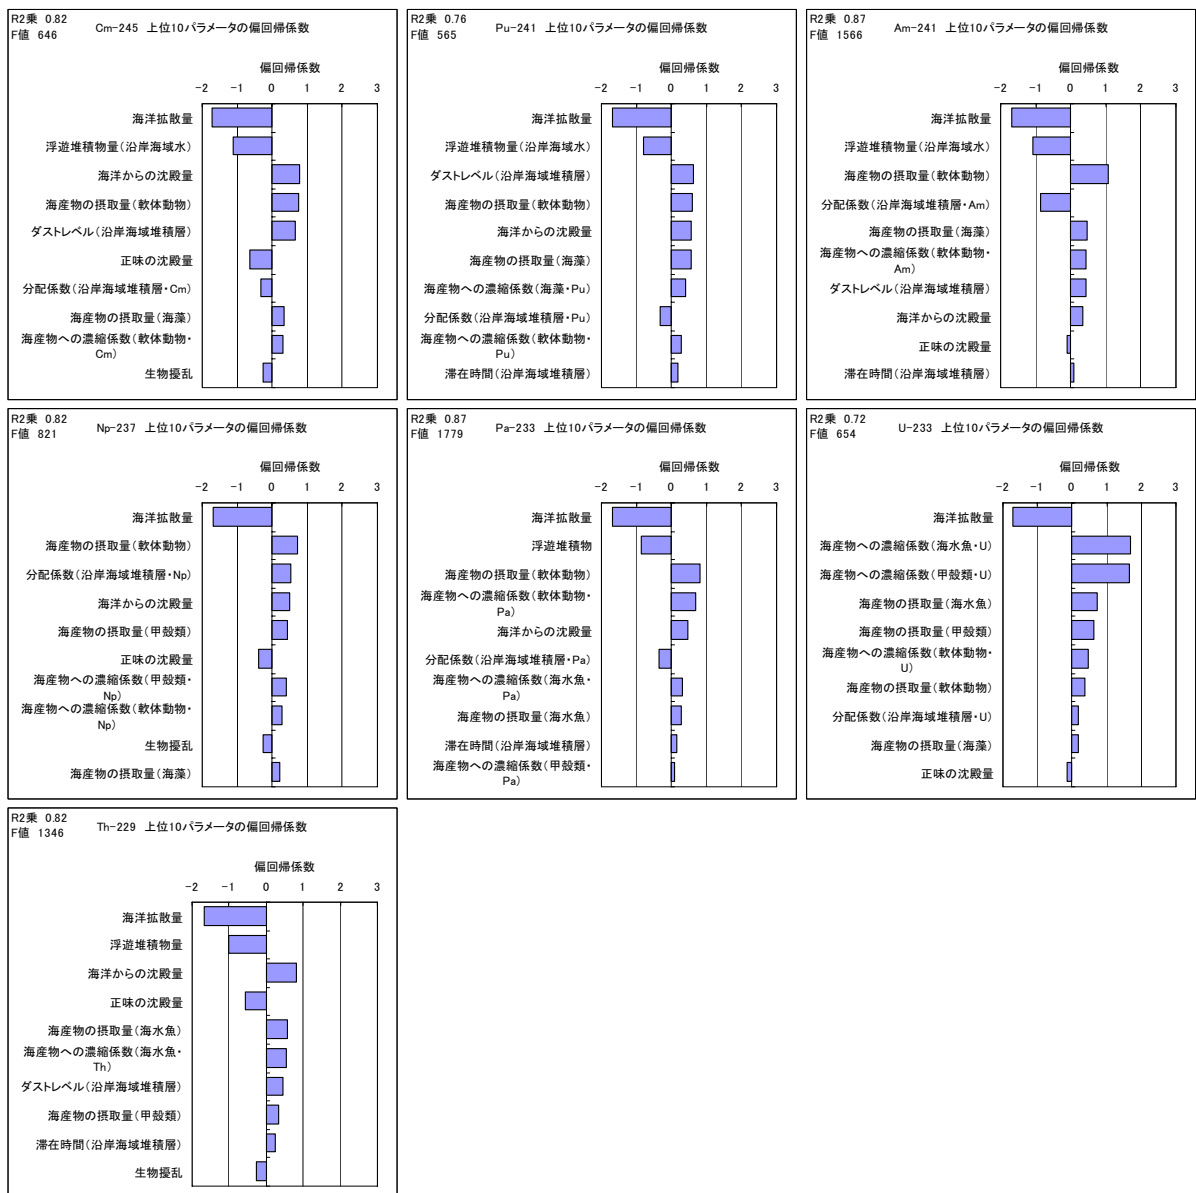 R2乗 0.82
F値 646
Cm-245 上位10パラメータの偏回帰係数
偏回帰係数
-2 -1 0 1 2 3
海洋拡散量
浮遊堆積物量(沿岸海域水)
海洋からの沈殿量
海産物の摂取量(軟体動物)
ダストレベル(沿岸海域堆積層)
正味の沈殿量
分配係数(沿岸海域堆積層・Cm)
海産物の摂取量(海藻)
海産物への濃縮係数(軟体動物・
Cm)
生物擾乱
R2乗 0.76
F値 565
Pu-241 上位10パラメータの偏回帰係数
偏回帰係数
-2 -1 0 1 2 3
海洋拡散量
浮遊堆積物量(沿岸海域水)
ダストレベル(沿岸海域堆積層)
海産物の摂取量(軟体動物)
海洋からの沈殿量
海産物の摂取量(海藻)
海産物への濃縮係数(海藻・Pu)
分配係数(沿岸海域堆積層・Pu)
海産物への濃縮係数(軟体動物・
Pu)
滞在時間(沿岸海域堆積層)
R2乗 0.87
F値 1566
Am-241 上位10パラメータの偏回帰係数
偏回帰係数
-2 -1 0 1 2 3
海洋拡散量
浮遊堆積物量(沿岸海域水)
海産物の摂取量(軟体動物)
分配係数(沿岸海域堆積層・Am)
海産物の摂取量(海藻)
海産物への濃縮係数(軟体動物・
Am)
ダストレベル(沿岸海域堆積層)
海洋からの沈殿量
正味の沈殿量
滞在時間(沿岸海域堆積層)
R2乗 0.82
F値 821
Np-237 上位10パラメータの偏回帰係数
偏回帰係数
-2 -1 0 1 2 3
海洋拡散量
海産物の摂取量(軟体動物)
分配係数(沿岸海域堆積層・Np)
海洋からの沈殿量
海産物の摂取量(甲殻類)
正味の沈殿量
海産物への濃縮係数(甲殻類・
Np)
海産物への濃縮係数(軟体動物・
Np)
生物擾乱
海産物の摂取量(海藻)
R2乗 0.87
F値 1779
Pa-233 上位10パラメータの偏回帰係数
偏回帰係数
-2 -1 0 1 2 3
海洋拡散量
浮遊堆積物
海産物の摂取量(軟体動物)
海産物への濃縮係数(軟体動物・
Pa)
海洋からの沈殿量
分配係数(沿岸海域堆積層・Pa)
海産物への濃縮係数(海水魚・
Pa)
海産物の摂取量(海水魚)
滞在時間(沿岸海域堆積層)
海産物への濃縮係数(甲殻類・
Pa)
R2乗 0.72
F値 654
U-233 上位10パラメータの偏回帰係数
偏回帰係数
-2 -1 0 1 2 3
海洋拡散量
海産物への濃縮係数(海水魚・U)
海産物への濃縮係数(甲殻類・U)
海産物の摂取量(海水魚)
海産物の摂取量(甲殻類)
海産物への濃縮係数(軟体動物・
U)
海産物の摂取量(軟体動物)
分配係数(沿岸海域堆積層・U)
海産物の摂取量(海藻)
正味の沈殿量
R2乗 0.82
F値 1346
Th-229 上位10パラメータの偏回帰係数
偏回帰係数
-2 -1 0 1 2 3
海洋拡散量
浮遊堆積物量
海洋からの沈殿量
正味の沈殿量
海産物の摂取量(海水魚)
海産物への濃縮係数(海水魚・
Th)
ダストレベル(沿岸海域堆積層)
海産物の摂取量(甲殻類)
滞在時間(沿岸海域堆積層)
生物擾乱